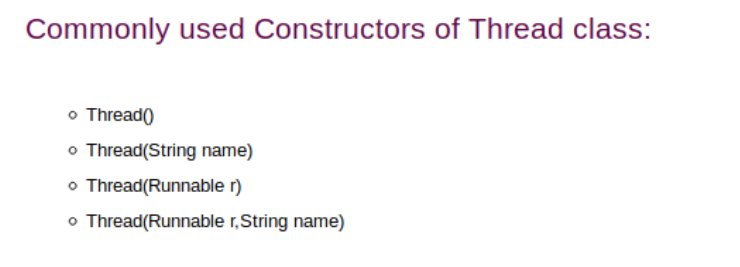 Commonly used Constructors of Thread class:
Thread()
Thread(String name)
Thread(Runnable r)
Thread(Runnable r,String name)